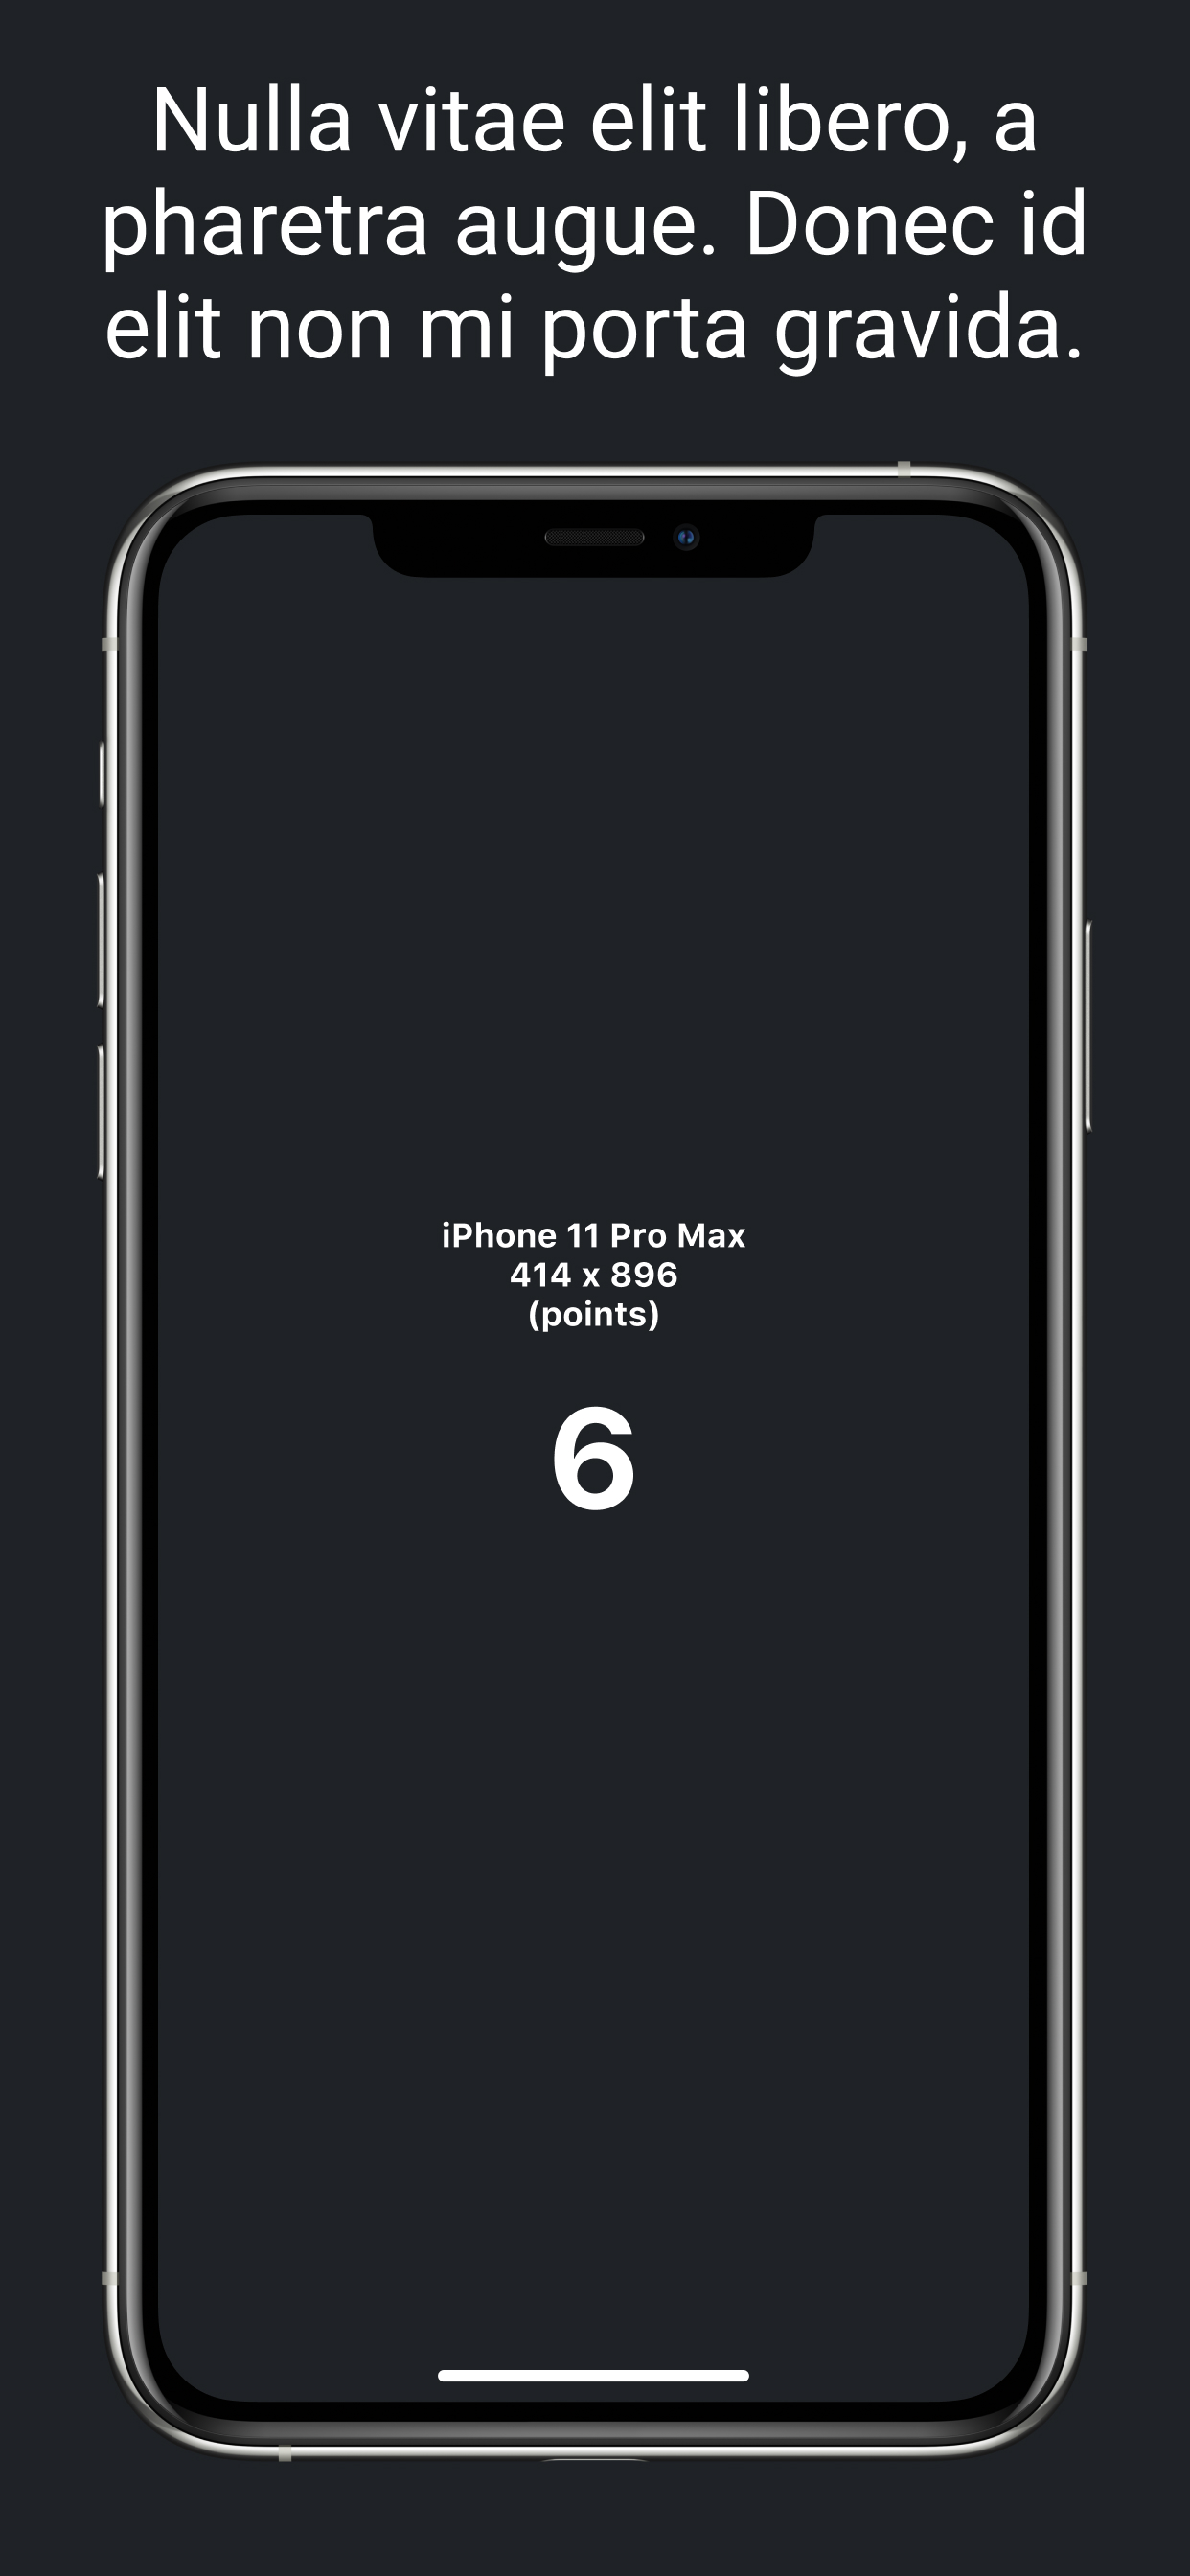 Nulla vitae elit libero, a
pharetra augue. Donec id
elit non mi porta gravida.
iPhone 11 Pro Max
414 x 896
(points)
6